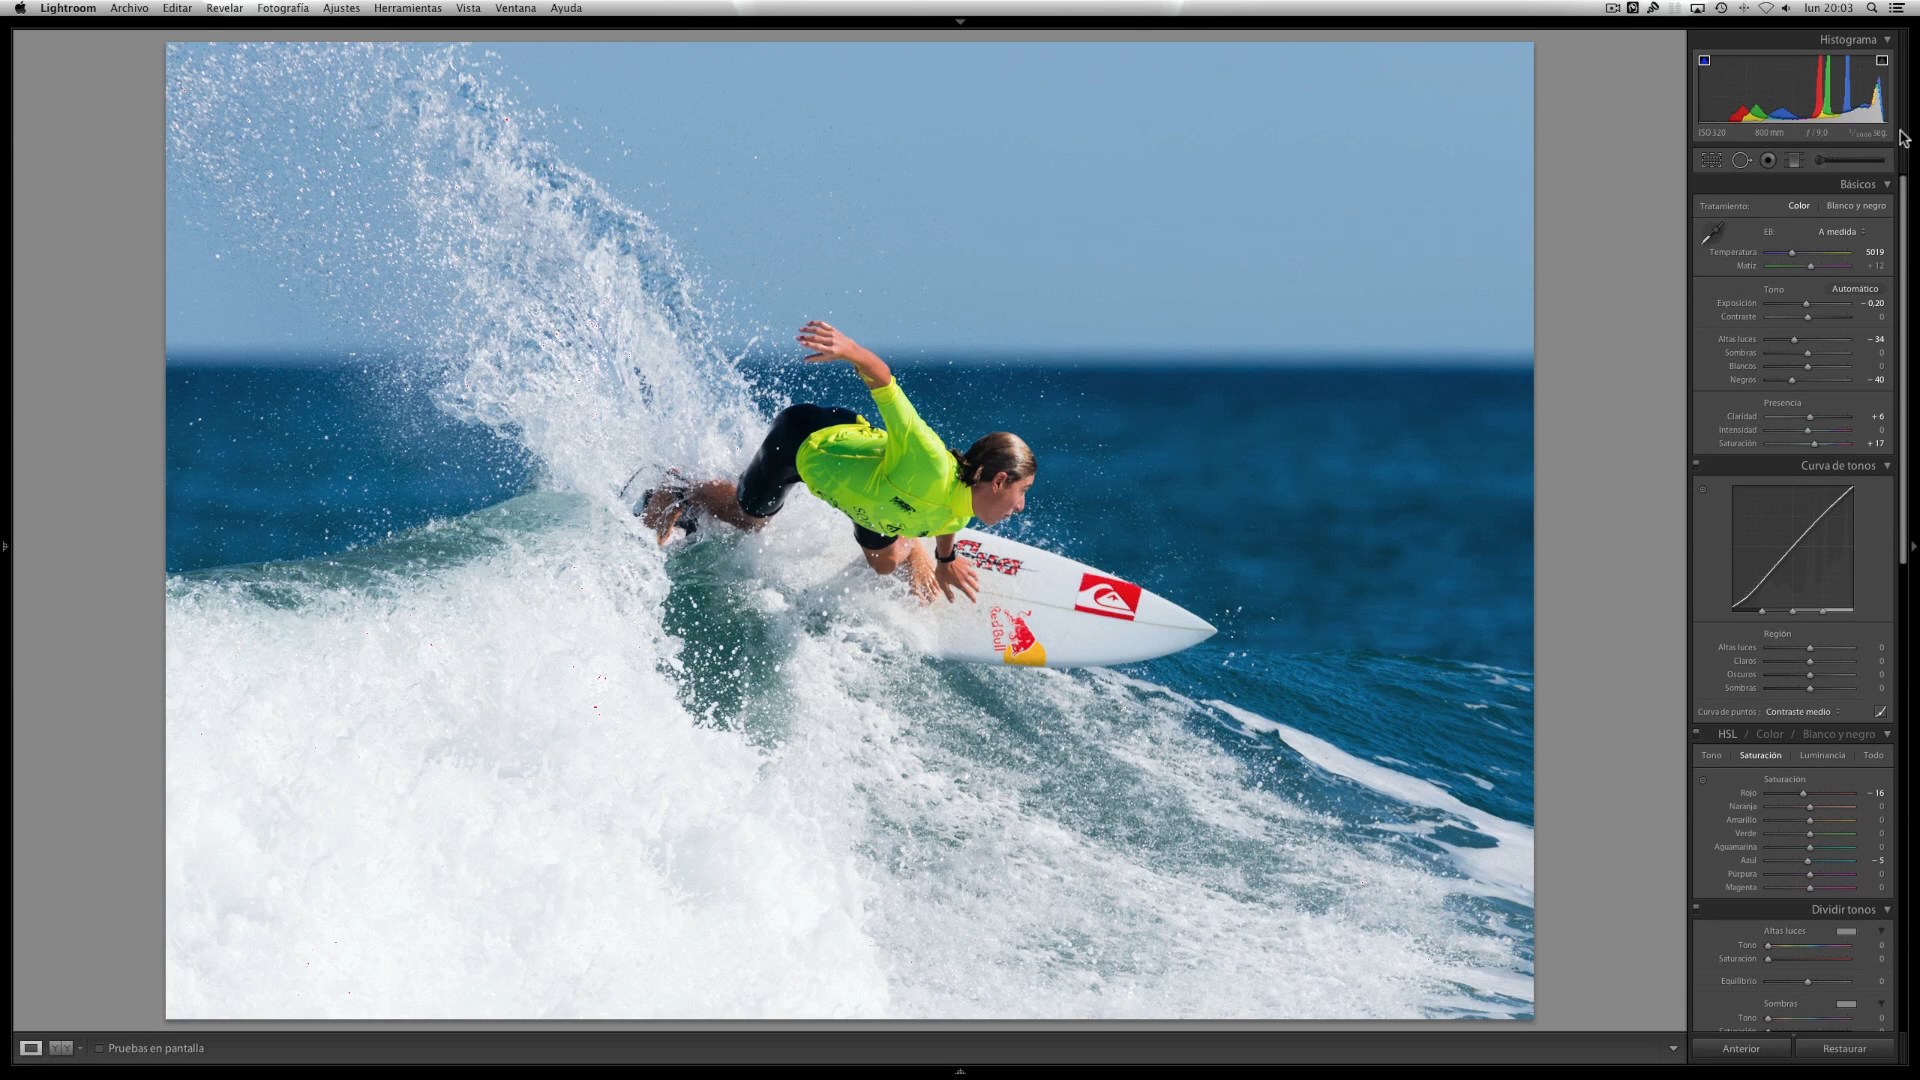 Lightroom Archivo Editar Revelar Fotografía Ajustes Herramientas Vista Ventana Ayuda lun 20:03
Histograma
ISO 320 800 mm ƒ / 9,0 1/1000 seg.
Básicos
Tratamiento: Color Blanco y negro
EB: A medida
Temperatura 5019
Matiz + 12
Tono Automático
Exposición − 0,20
Contraste 0
Altas luces − 34
Sombras 0
Blancos 0
Negros − 40
Presencia
Claridad + 6
Intensidad 0
Saturación + 17
Curva de tonos
Red Bull
Región
Altas luces 0
Claros 0
Oscuros 0
Sombras 0
Curva de puntos : Contraste medio
HSL / Color / Blanco y negro
Tono Saturación Luminancia Todo
Saturación
Rojo − 16
Naranja 0
Amarillo 0
Verde 0
Aguamarina 0
Azul − 5
Púrpura 0
Magenta 0
Dividir tonos
Altas luces
Tono 0
Saturación 0
Equilibrio 0
Sombras
Tono 0
Pruebas en pantalla Anterior Restaurar